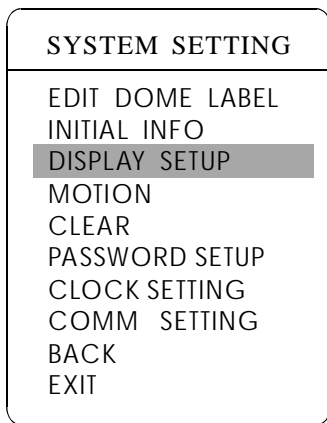 SYSTEM SETTING
EDIT DOME LABEL
INITIAL INFO
DISPLAY SETUP
MOTION
CLEAR
PASSWORD SETUP
CLOCK SETTING
COMM SETTING
BACK
EXIT